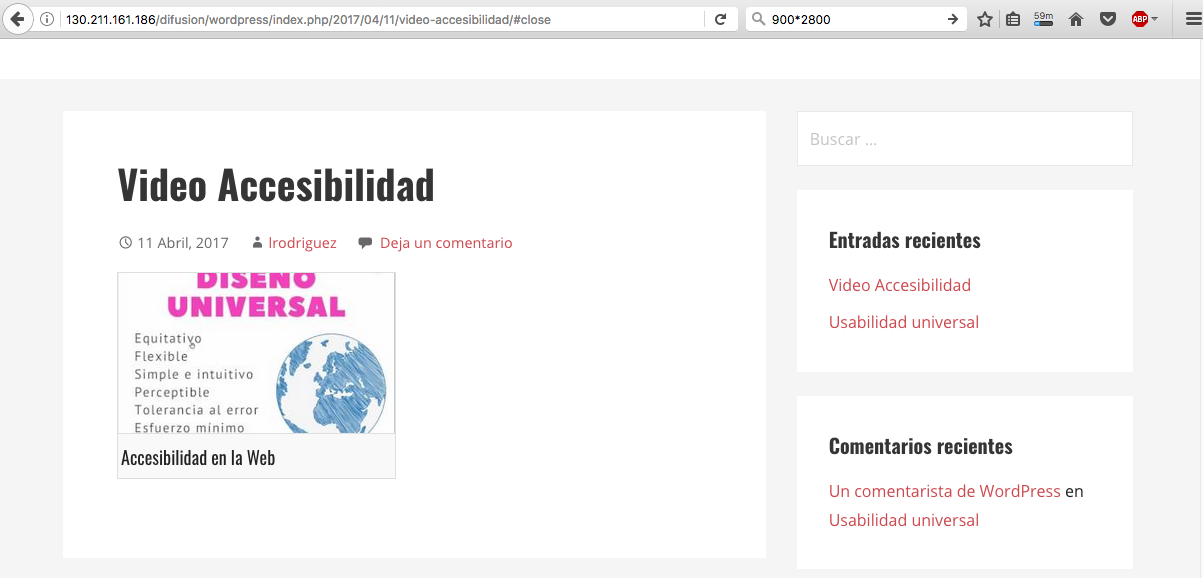 130.211.161.186/difusion/wordpress/index.php/2017/04/11/video-accesibilidad/#close
900*2800
59m
ABP
Video Accesibilidad
11 Abril, 2017 lrodriguez Deja un comentario
DISEÑO
UNIVERSAL
Equitativo
Flexible
Simple e intuitivo
Perceptible
Tolerancia al error
Esfuerzo mínimo
Accesibilidad en la Web
Buscar ...
Entradas recientes
Video Accesibilidad
Usabilidad universal
Comentarios recientes
Un comentarista de WordPress en
Usabilidad universal